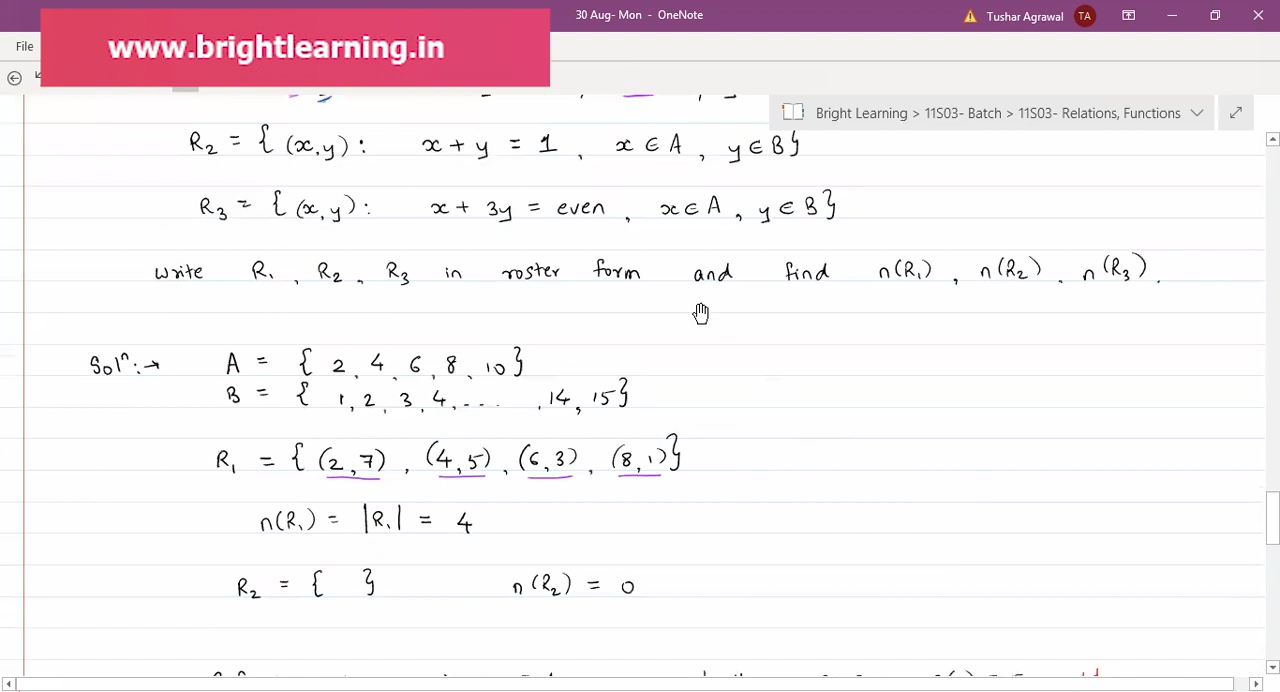 30 Aug- Mon - OneNote
Tushar Agrawal TA
File
www.brightlearning.in
Bright Learning > 11S03- Batch > 11S03- Relations, Functions
R₂ = { (x,y) : x + y = 1 , x ∈ A , y ∈ B}
R₃ = { (x,y) : x + 3y = even , x ∈ A , y ∈ B}
write R₁ , R₂ , R₃ in roster form and find n(R₁) , n(R₂) , n(R₃) .
Solⁿ :→ A = { 2 , 4 , 6 , 8 , 10 }
B = { 1 , 2 , 3 , 4 , .... , 14 , 15 }
R₁ = { (2,7) , (4,5) , (6,3) , (8,1) }
n(R₁) = |R₁| = 4
R₂ = { } n(R₂) = 0